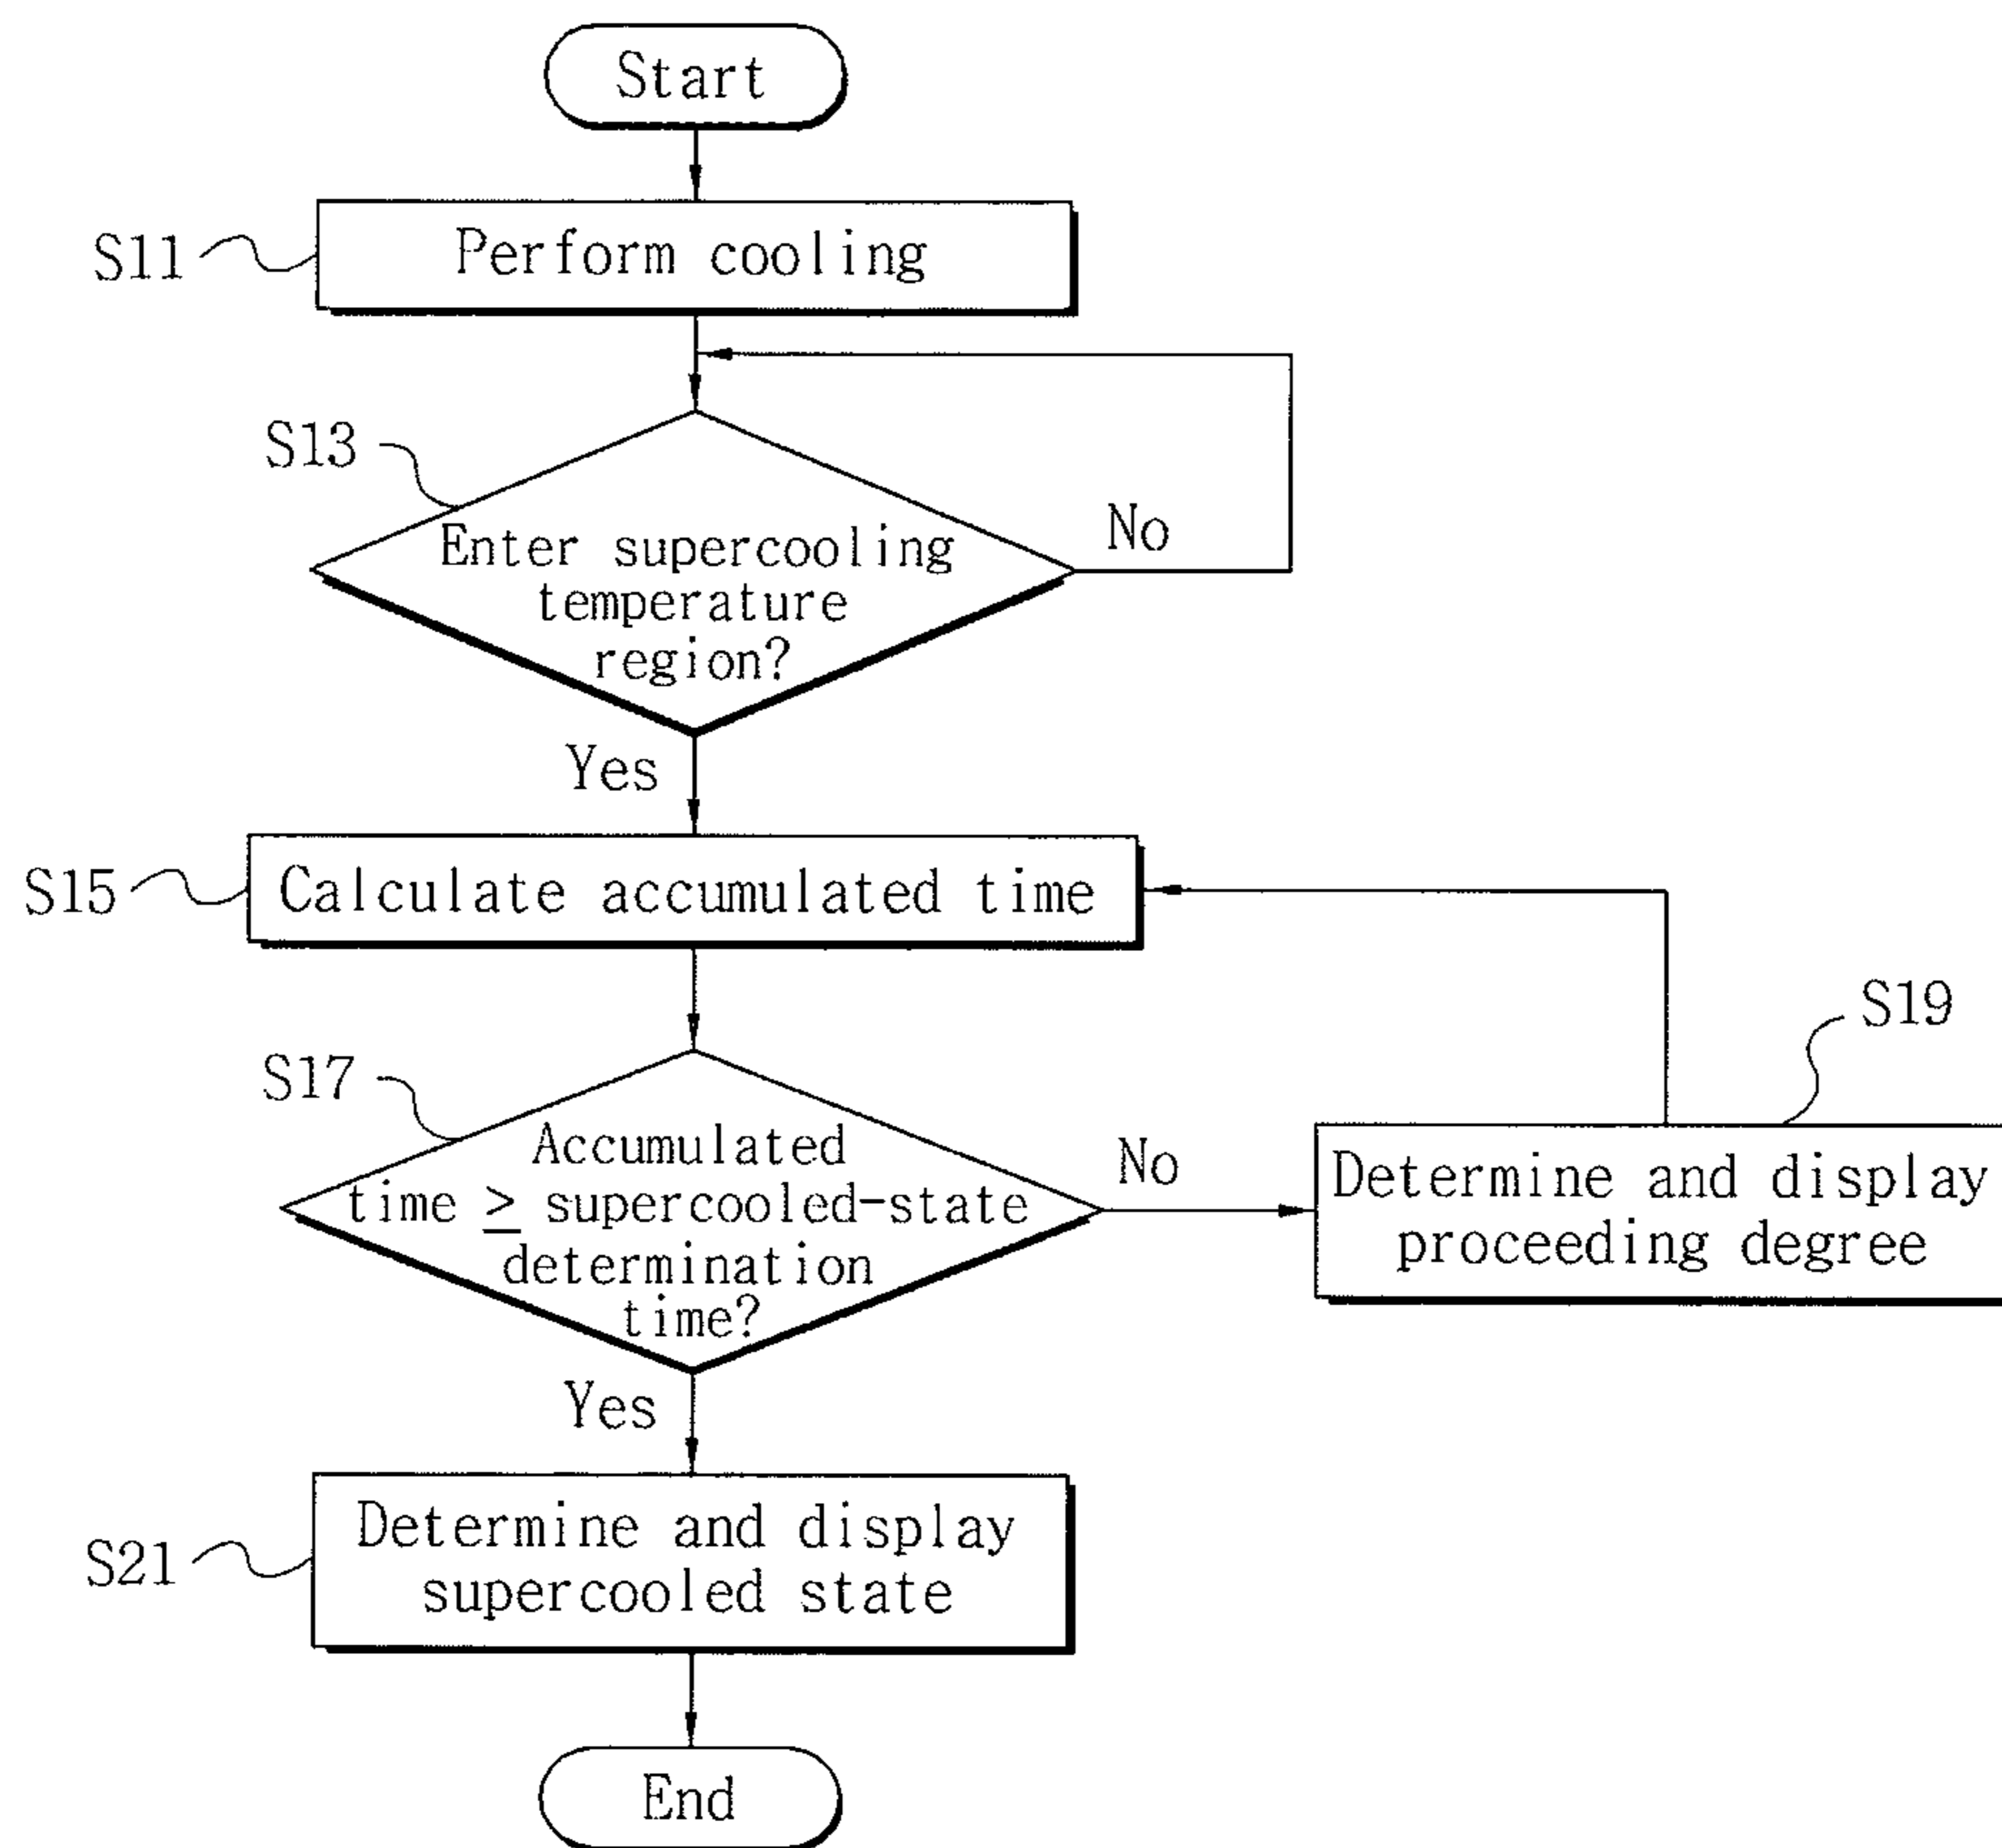 Start
S11
Perform cooling
S13
Enter supercooling
temperature
region?
No
Yes
S15
Calculate accumulated time
S19
S17
Accumulated
time ≥ supercooled-state
determination
time?
No
Determine and display
proceeding degree
Yes
S21
Determine and display
supercooled state
End